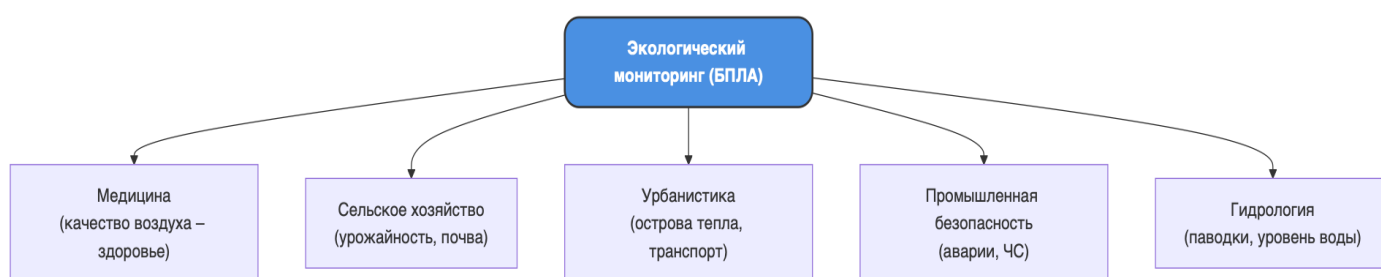 Экологический
мониторинг (БПЛА)
Медицина
(качество воздуха –
здоровье)
Сельское хозяйство
(урожайность, почва)
Урбанистика
(острова тепла,
транспорт)
Промышленная
безопасность
(аварии, ЧС)
Гидрология
(паводки, уровень воды)